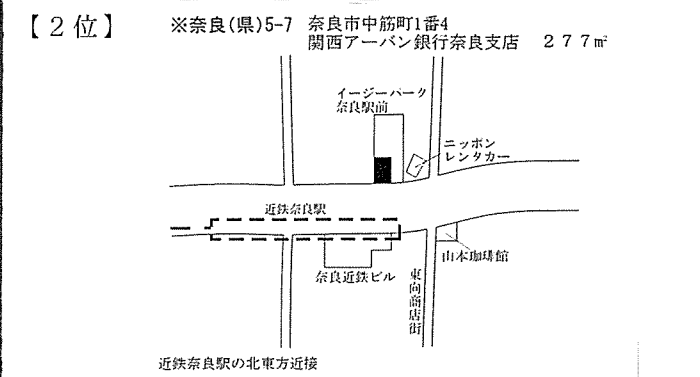 【2位】
※奈良(県)5-7 奈良市中筋町1番4
関西アーバン銀行奈良支店 277㎡
イージーパーク
奈良駅前
ニッポン
レンタカー
近鉄奈良駅
山本珈琲館
奈良近鉄ビル
東向商店街
近鉄奈良駅の北東方近接